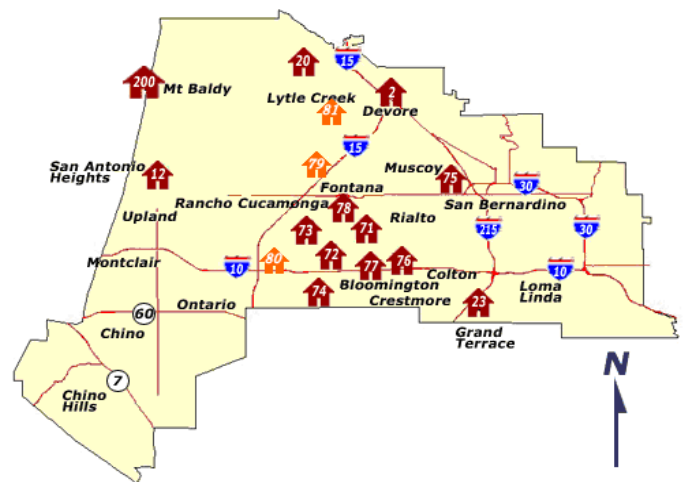 20
15
200
Mt Baldy
2
Lytle Creek
81
Devore
15
79
San Antonio
Heights
12
Muscoy
75
30
Fontana
Rancho Cucamonga
San Bernardino
Upland
78
Rialto
73
71
215
30
Montclair
10
80
72
77
76
Colton
10
Bloomington
Loma
Linda
Crestmore
74
23
Ontario
60
Chino
Grand
Terrace
N
7
Chino
Hills